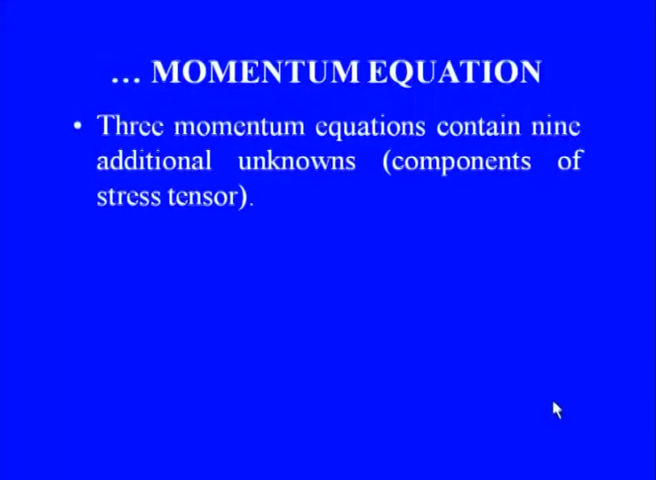 ... MOMENTUM EQUATION
• Three momentum equations contain nine
additional unknowns (components of
stress tensor).